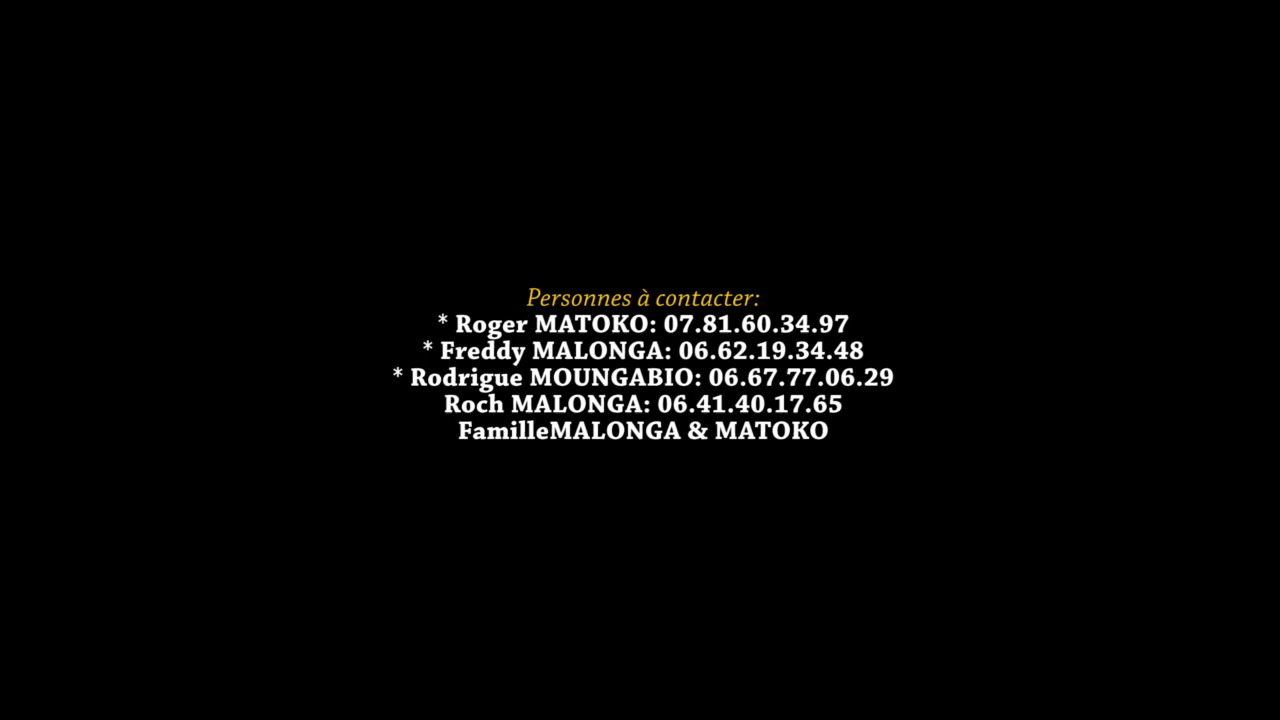 Personnes à contacter:
* Roger MATOKO: 07.81.60.34.97
* Freddy MALONGA: 06.62.19.34.48
* Rodrigue MOUNGABIO: 06.67.77.06.29
Roch MALONGA: 06.41.40.17.65
FamilleMALONGA & MATOKO